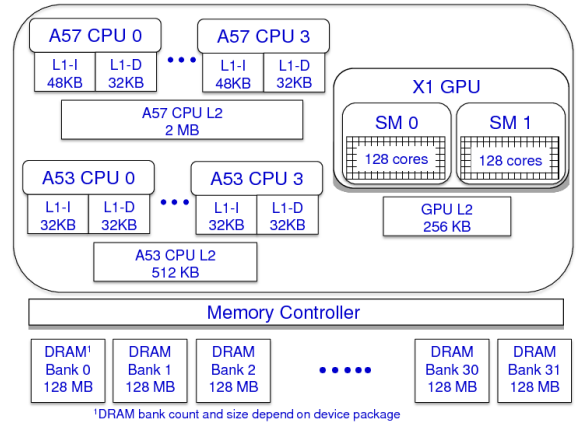 A57 CPU 0
A57 CPU 3
L1-I
48KB
L1-D
32KB
L1-I
48KB
L1-D
32KB
A57 CPU L2
2 MB
X1 GPU
SM 0
128 cores
SM 1
128 cores
A53 CPU 0
A53 CPU 3
L1-I
32KB
L1-D
32KB
L1-I
32KB
L1-D
32KB
GPU L2
256 KB
A53 CPU L2
512 KB
Memory Controller
DRAM¹
Bank 0
128 MB
DRAM
Bank 1
128 MB
DRAM
Bank 2
128 MB
DRAM
Bank 30
128 MB
DRAM
Bank 31
128 MB
¹DRAM bank count and size depend on device package